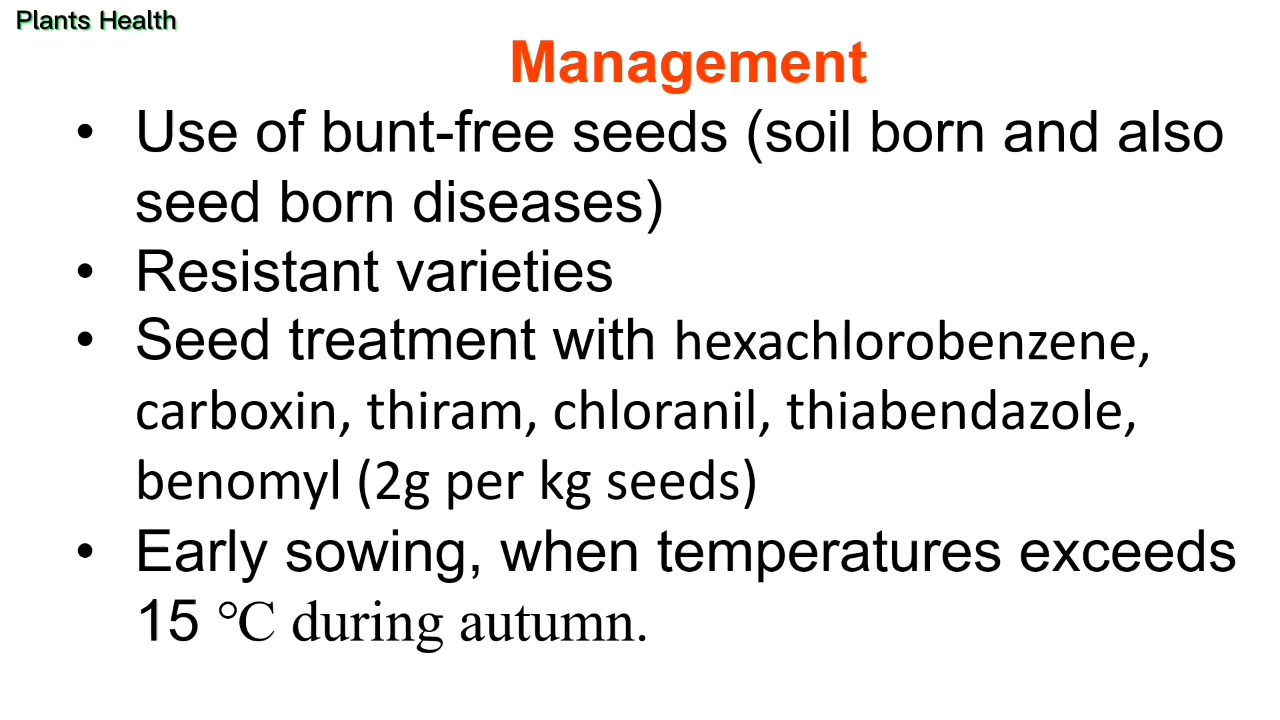 Plants Health
Management
• Use of bunt-free seeds (soil born and also
seed born diseases)
• Resistant varieties
• Seed treatment with hexachlorobenzene,
carboxin, thiram, chloranil, thiabendazole,
benomyl (2g per kg seeds)
• Early sowing, when temperatures exceeds
15 °C during autumn.